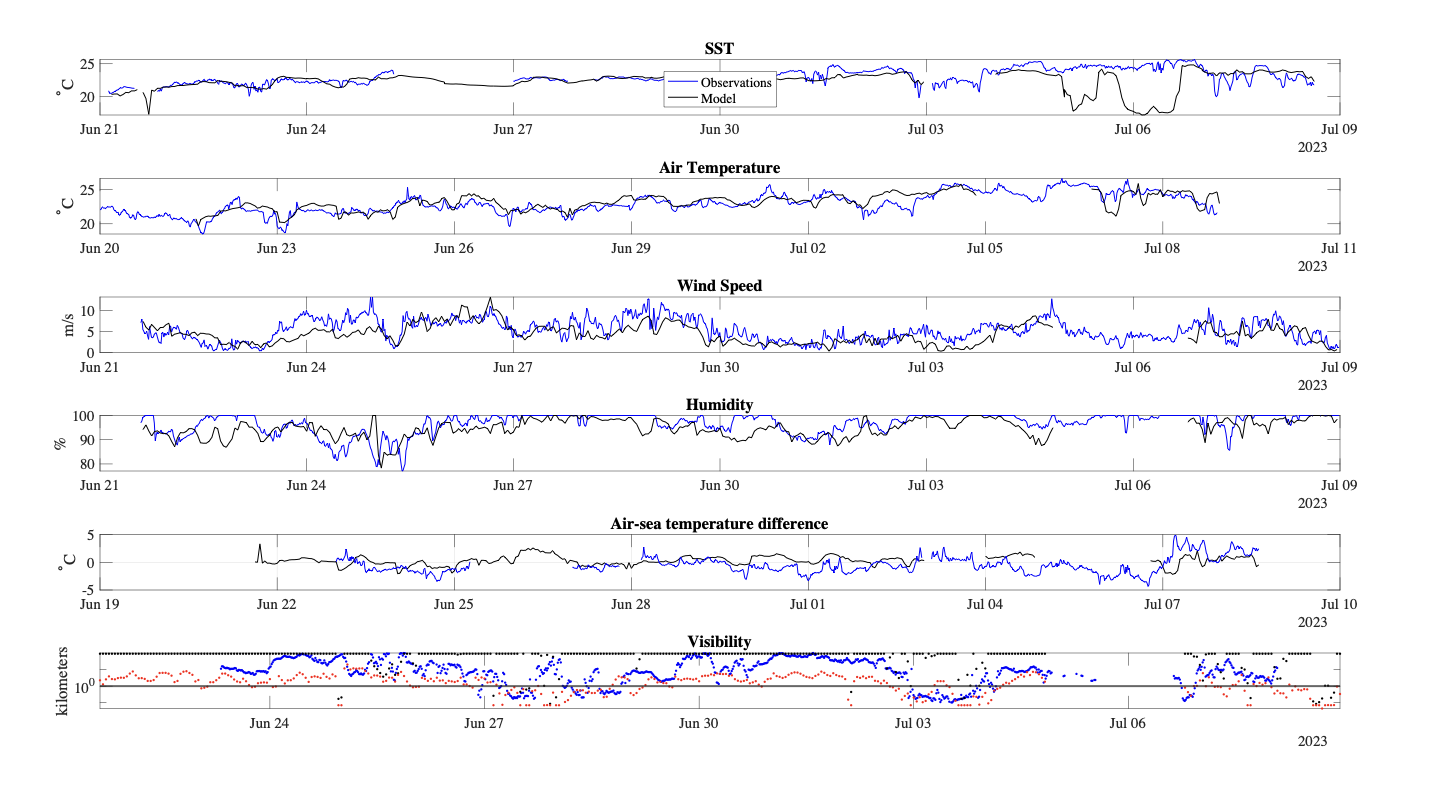 SST
25
20
°C
Observations
Model
Jun 21 Jun 24 Jun 27 Jun 30 Jul 03 Jul 06 Jul 09
2023
Air Temperature
25
20
°C
Jun 20 Jun 23 Jun 26 Jun 29 Jul 02 Jul 05 Jul 08 Jul 11
2023
Wind Speed
10
5
0
m/s
Jun 21 Jun 24 Jun 27 Jun 30 Jul 03 Jul 06 Jul 09
2023
Humidity
100
90
80
%
Jun 21 Jun 24 Jun 27 Jun 30 Jul 03 Jul 06 Jul 09
2023
Air-sea temperature difference
5
0
-5
°C
Jun 19 Jun 22 Jun 25 Jun 28 Jul 01 Jul 04 Jul 07 Jul 10
2023
Visibility
kilometers
10⁰
Jun 24 Jun 27 Jun 30 Jul 03 Jul 06
2023